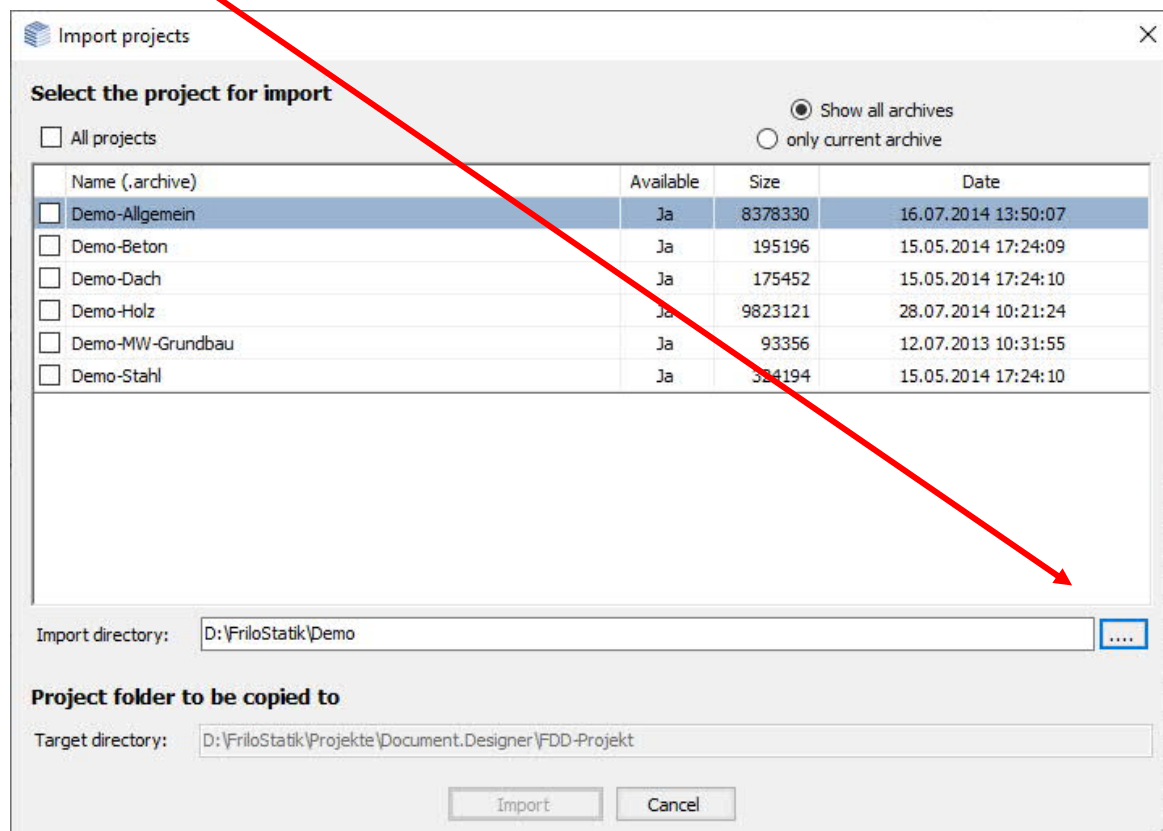 Import projects
Select the project for import
Show all archives
All projects
only current archive
Name (.archive) Available Size Date
Demo-Allgemein Ja 8378330 16.07.2014 13:50:07
Demo-Beton Ja 195196 15.05.2014 17:24:09
Demo-Dach Ja 175452 15.05.2014 17:24:10
Demo-Holz Ja 9823121 28.07.2014 10:21:24
Demo-MW-Grundbau Ja 93356 12.07.2013 10:31:55
Demo-Stahl Ja 324194 15.05.2014 17:24:10
Import directory: D:\FriloStatik\Demo ....
Project folder to be copied to
Target directory: D:\FriloStatik\Projekte\Document.Designer\FDD-Projekt
Import Cancel